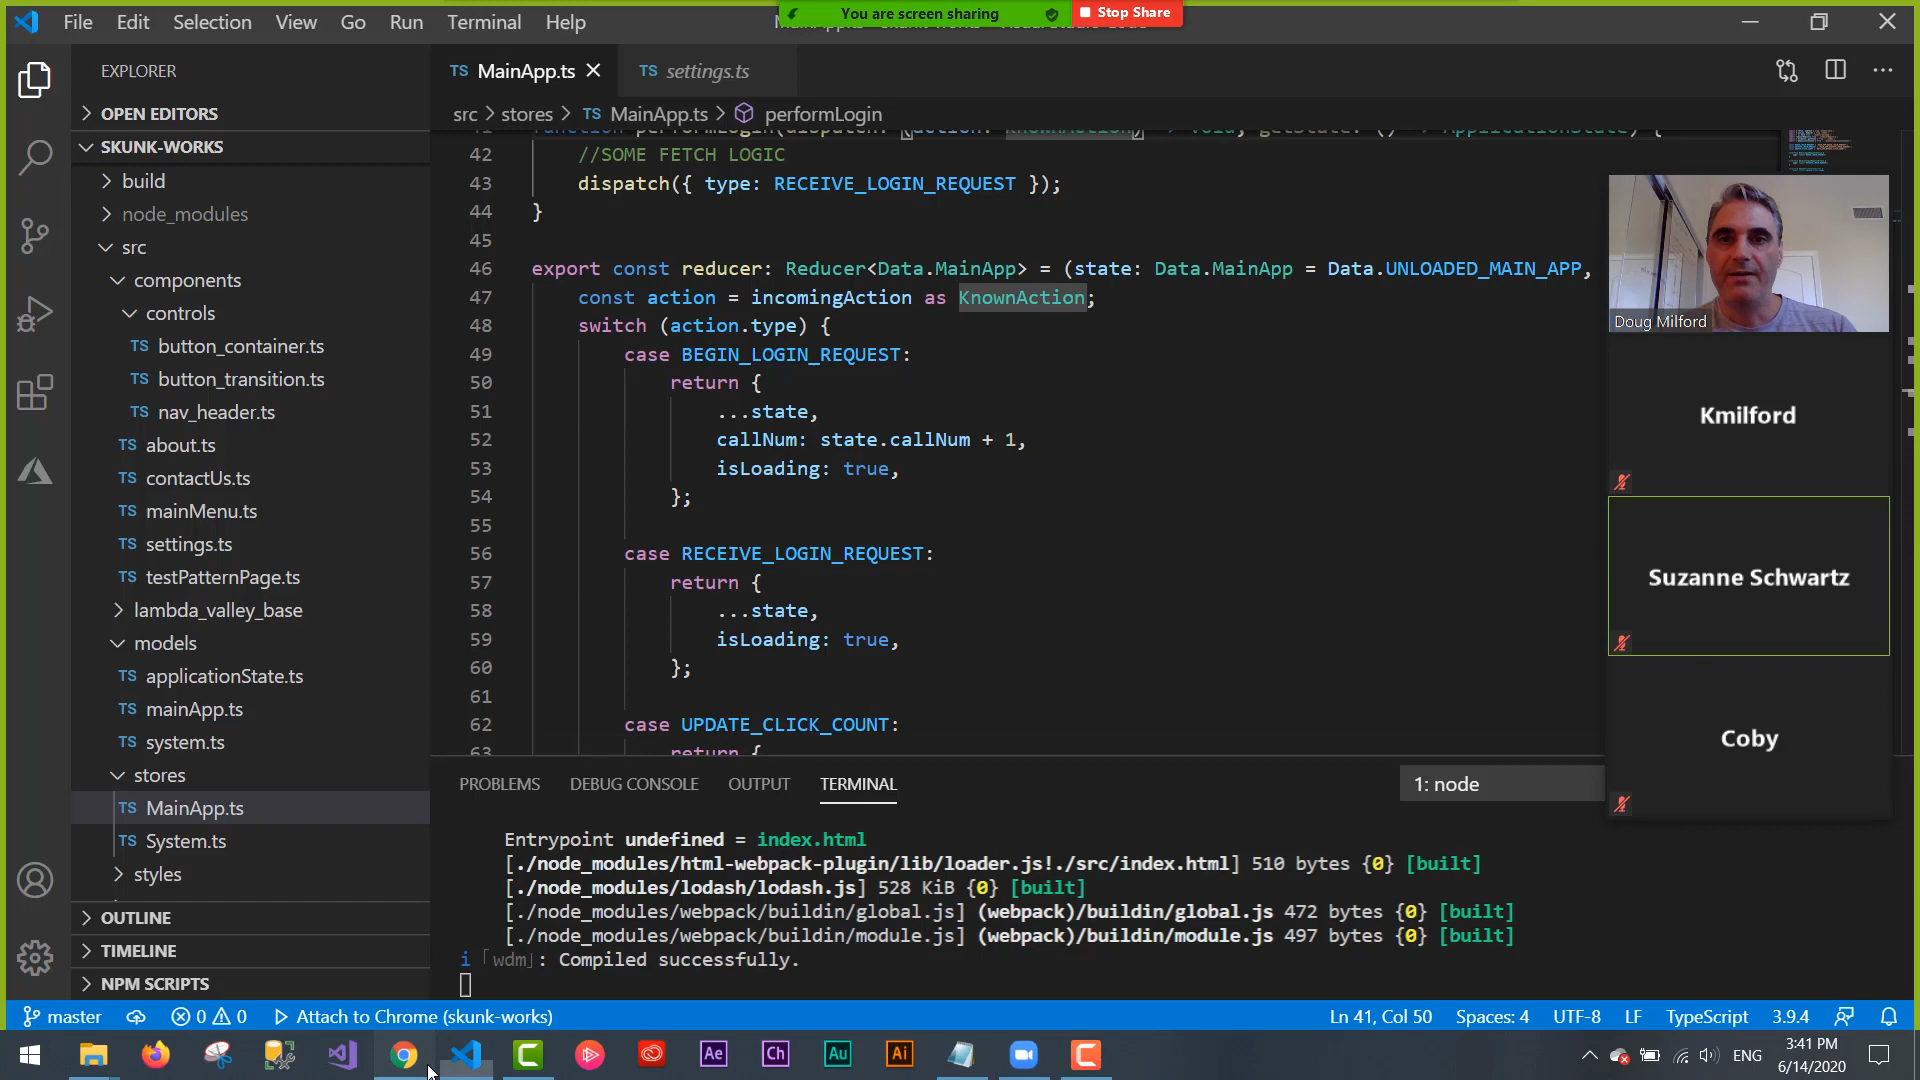 File Edit Selection View Go Run Terminal Help
You are screen sharing
Stop Share
EXPLORER
OPEN EDITORS
SKUNK-WORKS
build
node_modules
src
components
controls
TS button_container.ts
TS button_transition.ts
TS nav_header.ts
TS about.ts
TS contactUs.ts
TS mainMenu.ts
TS settings.ts
TS testPatternPage.ts
lambda_valley_base
models
TS applicationState.ts
TS mainApp.ts
TS system.ts
stores
TS MainApp.ts
TS System.ts
styles
OUTLINE
TIMELINE
NPM SCRIPTS
TS MainApp.ts
TS settings.ts
src > stores > TS MainApp.ts > performLogin
42 //SOME FETCH LOGIC
43 dispatch({ type: RECEIVE_LOGIN_REQUEST });
44 }
45
46 export const reducer: Reducer<Data.MainApp> = (state: Data.MainApp = Data.UNLOADED_MAIN_APP,
47 const action = incomingAction as KnownAction;
48 switch (action.type) {
49 case BEGIN_LOGIN_REQUEST:
50 return {
51 ...state,
52 callNum: state.callNum + 1,
53 isLoading: true,
54 };
55
56 case RECEIVE_LOGIN_REQUEST:
57 return {
58 ...state,
59 isLoading: true,
60 };
61
62 case UPDATE_CLICK_COUNT:
63 return {
Doug Milford
Kmilford
Suzanne Schwartz
Coby
PROBLEMS DEBUG CONSOLE OUTPUT TERMINAL
1: node
Entrypoint undefined = index.html
[./node_modules/html-webpack-plugin/lib/loader.js!./src/index.html] 510 bytes {0} [built]
[./node_modules/lodash/lodash.js] 528 KiB {0} [built]
[./node_modules/webpack/buildin/global.js] (webpack)/buildin/global.js 472 bytes {0} [built]
[./node_modules/webpack/buildin/module.js] (webpack)/buildin/module.js 497 bytes {0} [built]
i ｢wdm｣: Compiled successfully.
master
0 0
Attach to Chrome (skunk-works)
Ln 41, Col 50 Spaces: 4 UTF-8 LF TypeScript 3.9.4
Ae Ch Au Ai
ENG
3:41 PM
6/14/2020